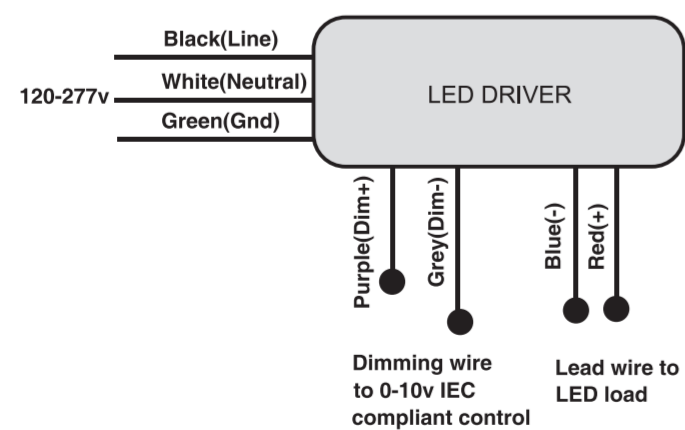 Black(Line)
White(Neutral)
120-277v
Green(Gnd)
LED DRIVER
Purple(Dim+)
Grey(Dim-)
Blue(-)
Red(+)
Dimming wire
to 0-10v IEC
compliant control
Lead wire to
LED load